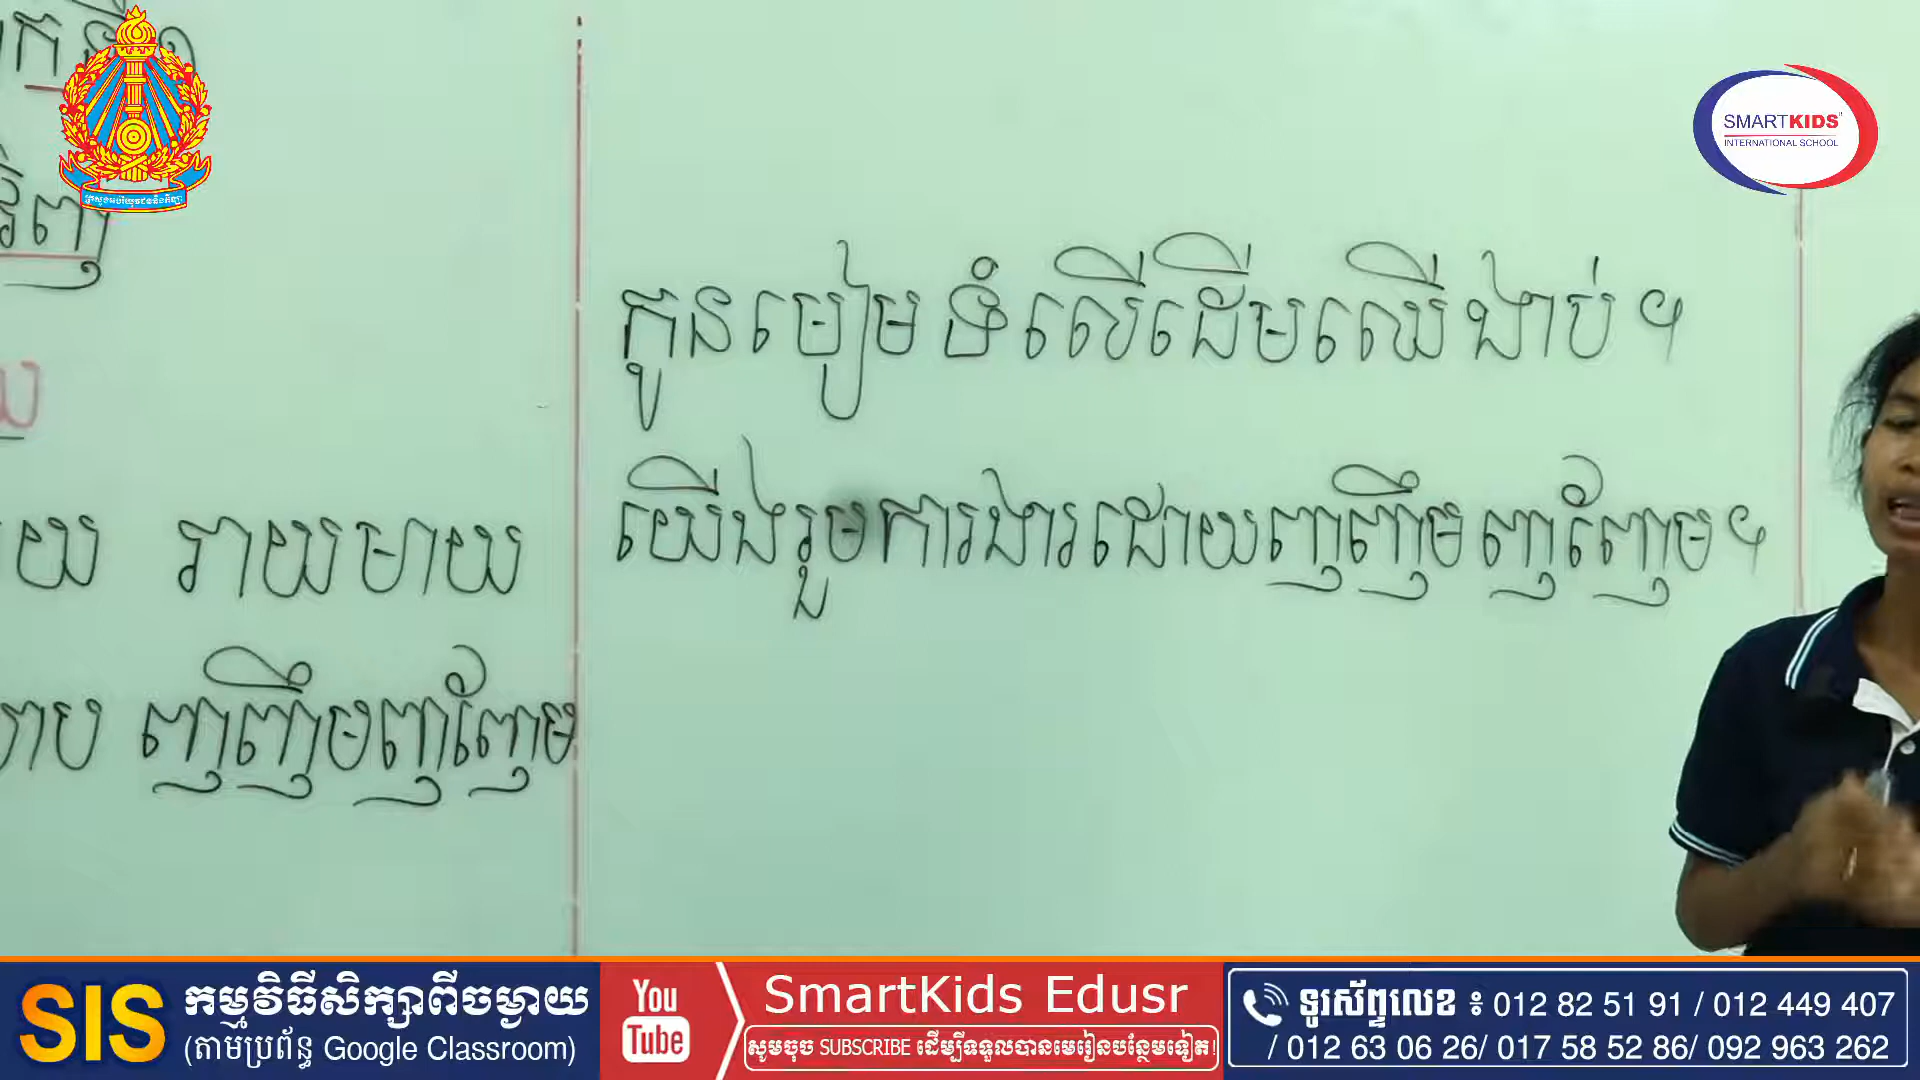 SMARTKIDS
INTERNATIONAL SCHOOL
កូនមៀមទំលើដើមឈើងាប់។
យើងរួមការងារដោយញញឹមញញែម។
រាយមាយ
ញញឹមញញែម
SIS
កម្មវិធីសិក្សាពីចម្ងាយ
(តាមប្រព័ន្ធ Google Classroom)
You
Tube
SmartKids Edusr
សូមចុច SUBSCRIBE ដើម្បីទទួលបានមេរៀនបន្ថែមទៀត!
ទូរស័ព្ទលេខ ៖ 012 82 51 91 / 012 449 407
/ 012 63 06 26/ 017 58 52 86/ 092 963 262